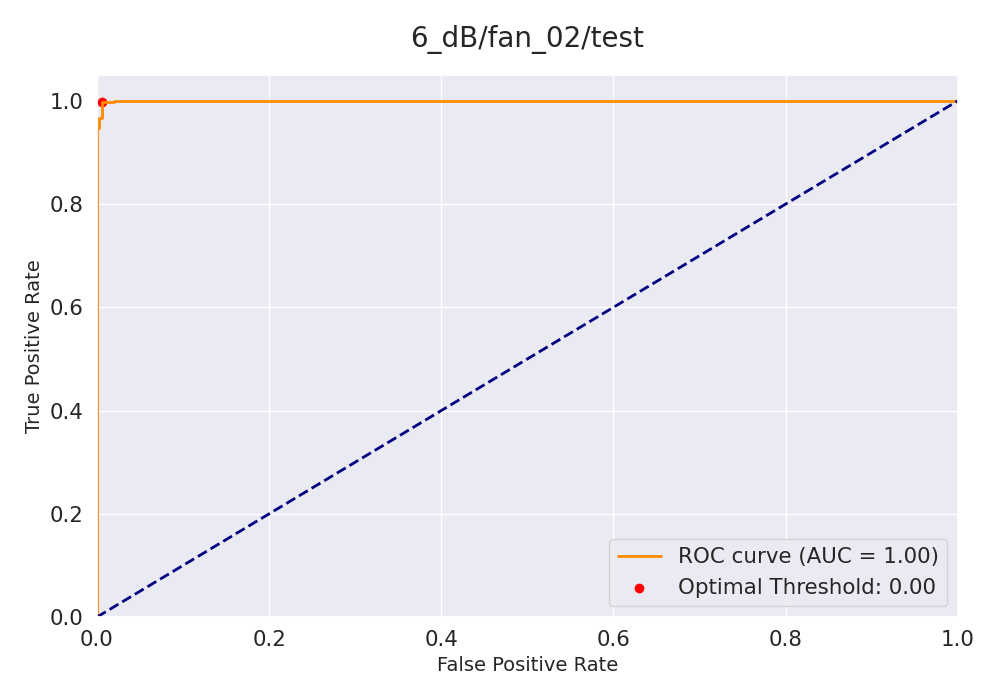 6_dB/fan_02/test
True Positive Rate
1.0
0.8
0.6
0.4
0.2
0.0
ROC curve (AUC = 1.00)
Optimal Threshold: 0.00
0.0 0.2 0.4 0.6 0.8 1.0
False Positive Rate